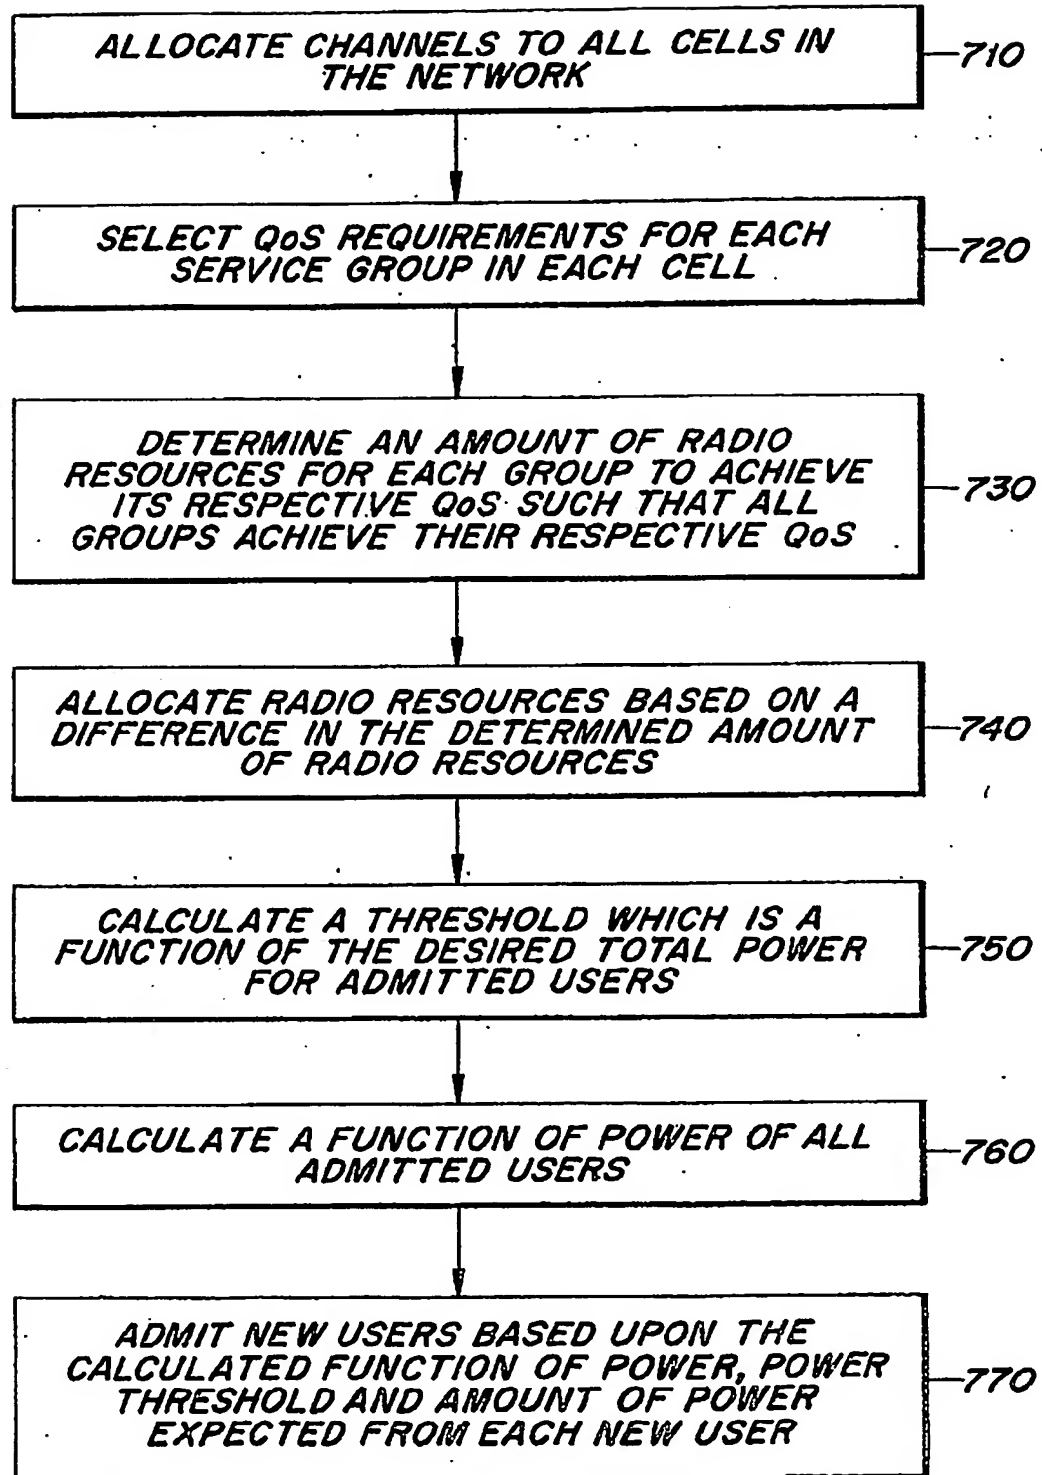 ALLOCATE CHANNELS TO ALL CELLS IN
THE NETWORK
710
SELECT QoS REQUIREMENTS FOR EACH
SERVICE GROUP IN EACH CELL
720
DETERMINE AN AMOUNT OF RADIO
RESOURCES FOR EACH GROUP TO ACHIEVE
ITS RESPECTIVE QoS SUCH THAT ALL
GROUPS ACHIEVE THEIR RESPECTIVE QoS
730
ALLOCATE RADIO RESOURCES BASED ON A
DIFFERENCE IN THE DETERMINED AMOUNT
OF RADIO RESOURCES
740
CALCULATE A THRESHOLD WHICH IS A
FUNCTION OF THE DESIRED TOTAL POWER
FOR ADMITTED USERS
750
CALCULATE A FUNCTION OF POWER OF ALL
ADMITTED USERS
760
ADMIT NEW USERS BASED UPON THE
CALCULATED FUNCTION OF POWER, POWER
THRESHOLD AND AMOUNT OF POWER
EXPECTED FROM EACH NEW USER
770